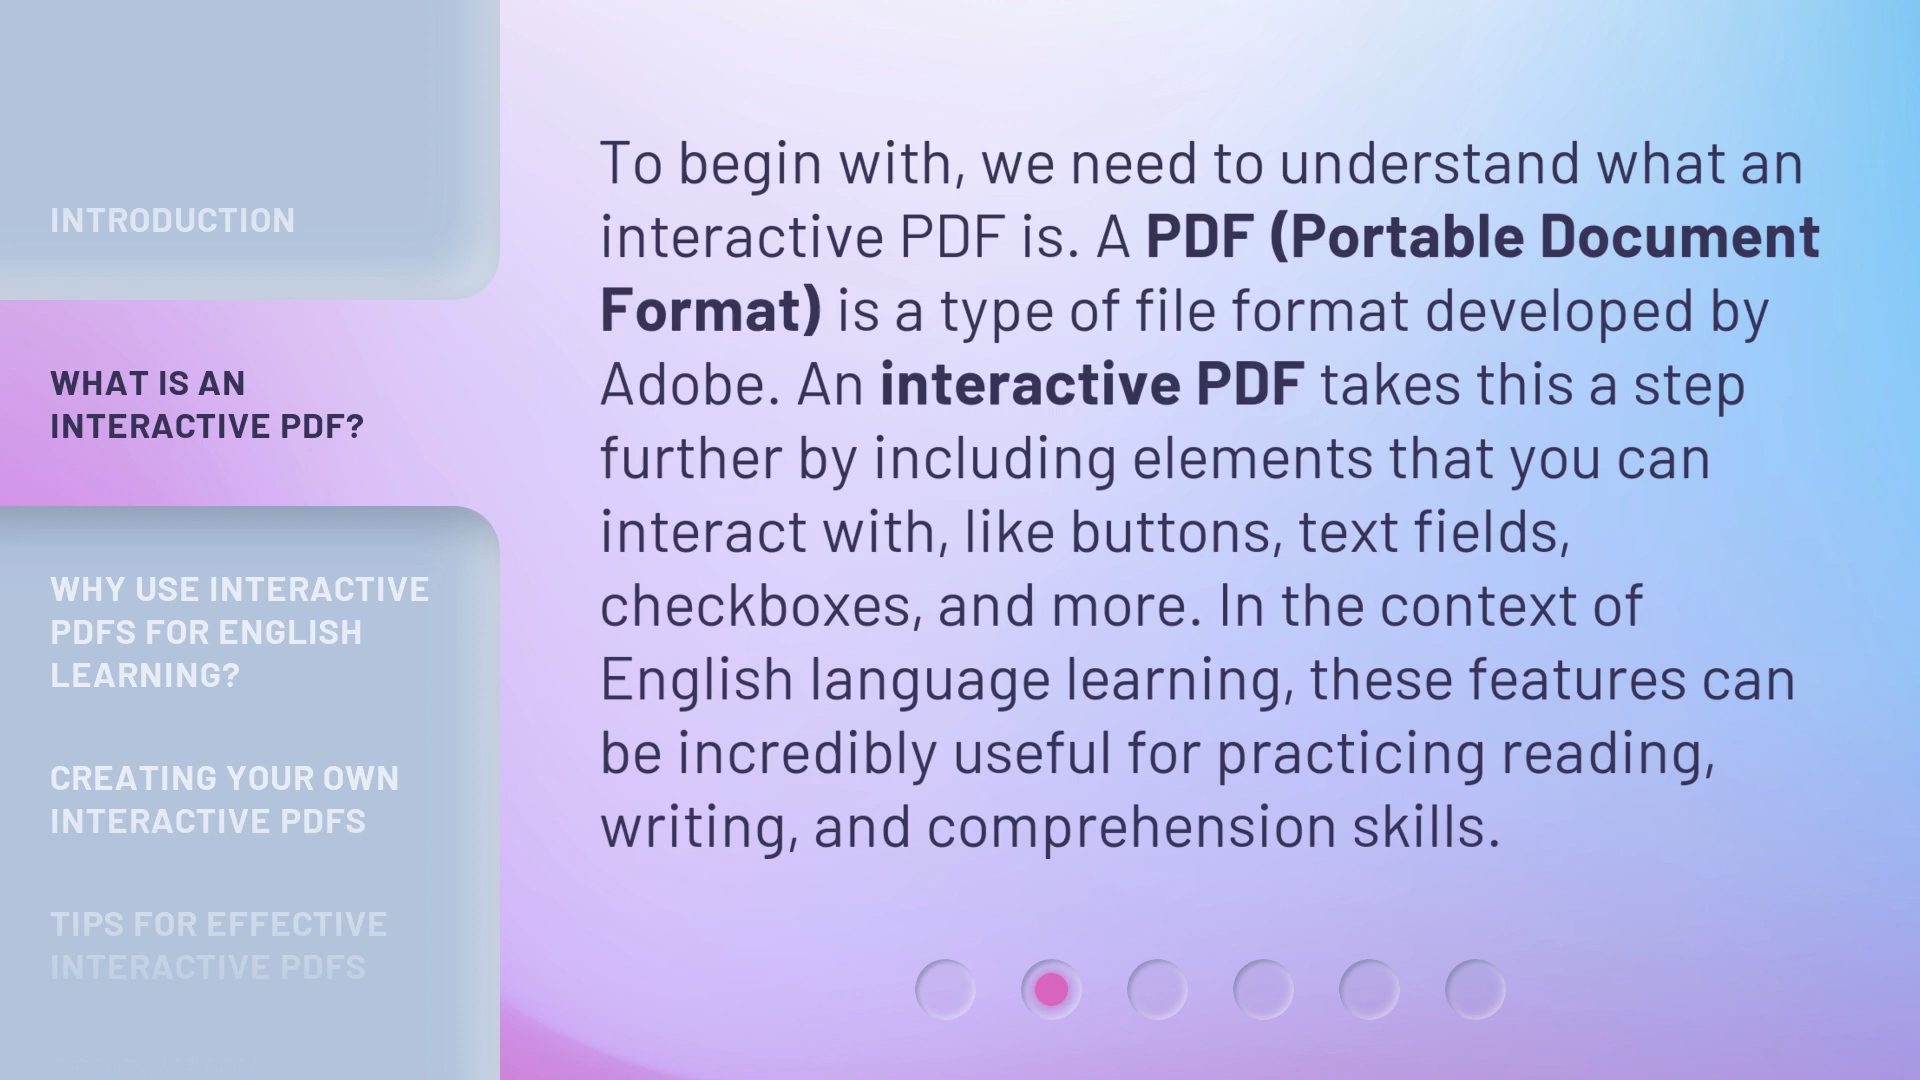 INTRODUCTION
WHAT IS AN
INTERACTIVE PDF?
WHY USE INTERACTIVE
PDFS FOR ENGLISH
LEARNING?
CREATING YOUR OWN
INTERACTIVE PDFS
TIPS FOR EFFECTIVE
INTERACTIVE PDFS
To begin with, we need to understand what an
interactive PDF is. A PDF (Portable Document
Format) is a type of file format developed by
Adobe. An interactive PDF takes this a step
further by including elements that you can
interact with, like buttons, text fields,
checkboxes, and more. In the context of
English language learning, these features can
be incredibly useful for practicing reading,
writing, and comprehension skills.